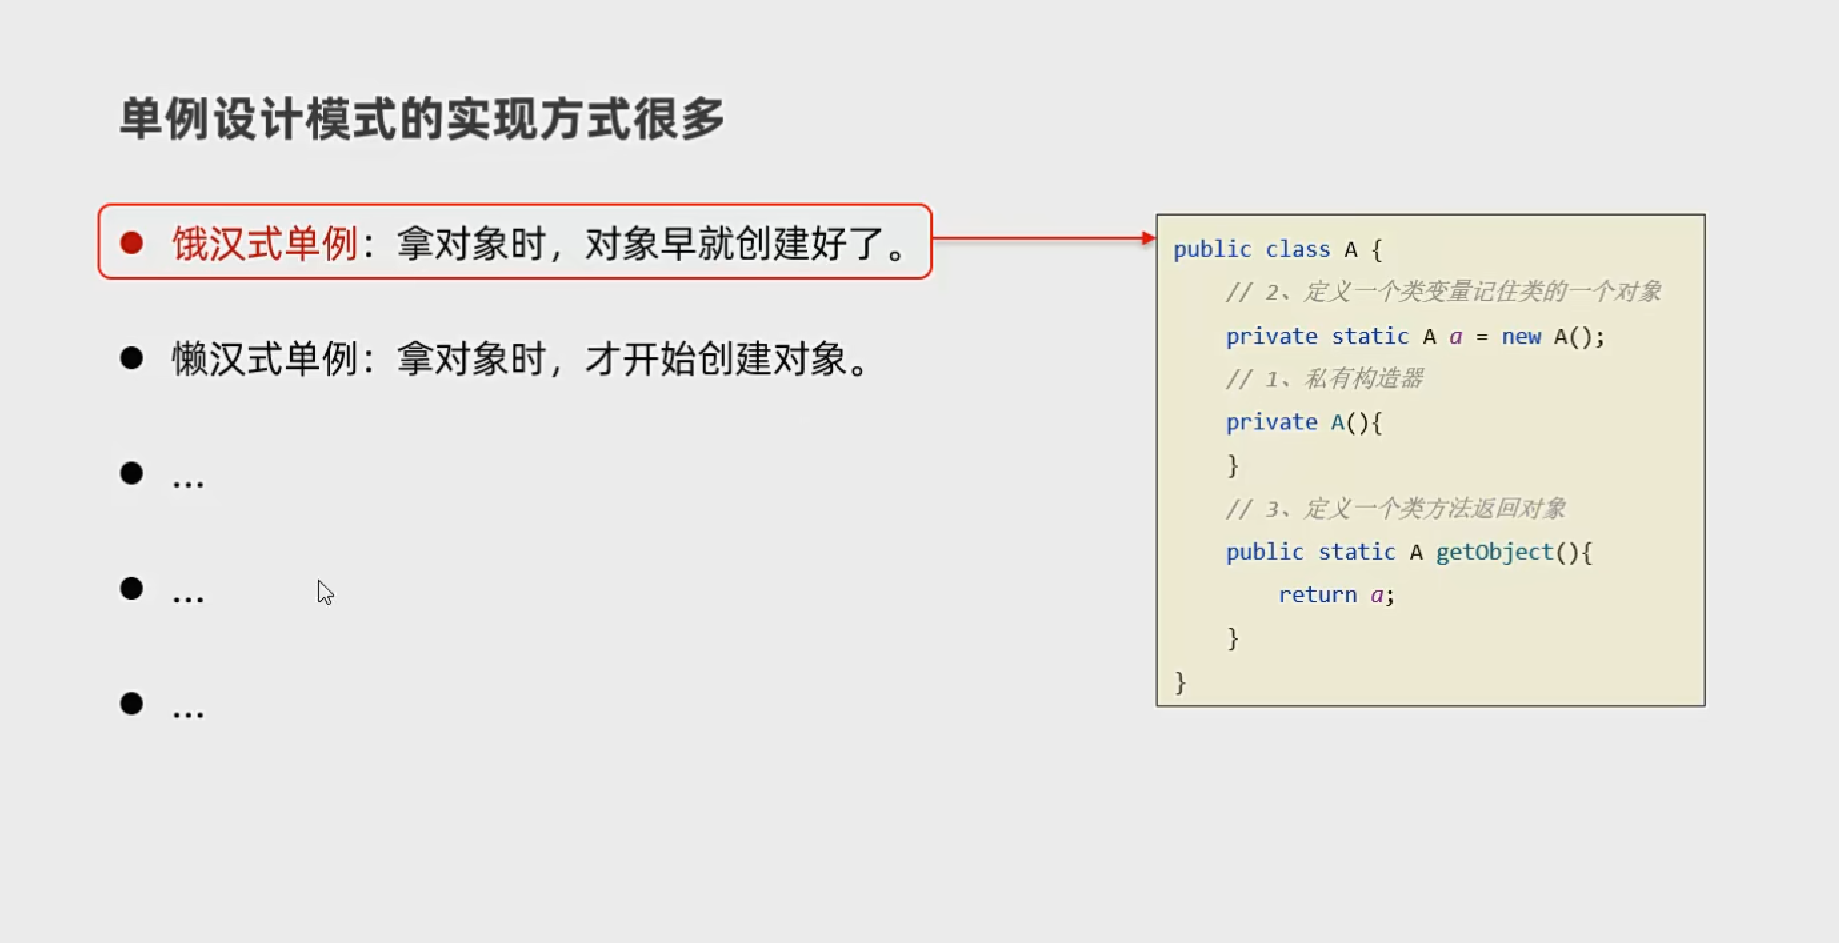 单例设计模式的实现方式很多
● 饿汉式单例：拿对象时，对象早就创建好了。
● 懒汉式单例：拿对象时，才开始创建对象。
● ...
● ...
● ...
public class A {
// 2、定义一个类变量记住类的一个对象
private static A a = new A();
// 1、私有构造器
private A(){
}
// 3、定义一个类方法返回对象
public static A getObject(){
return a;
}
}